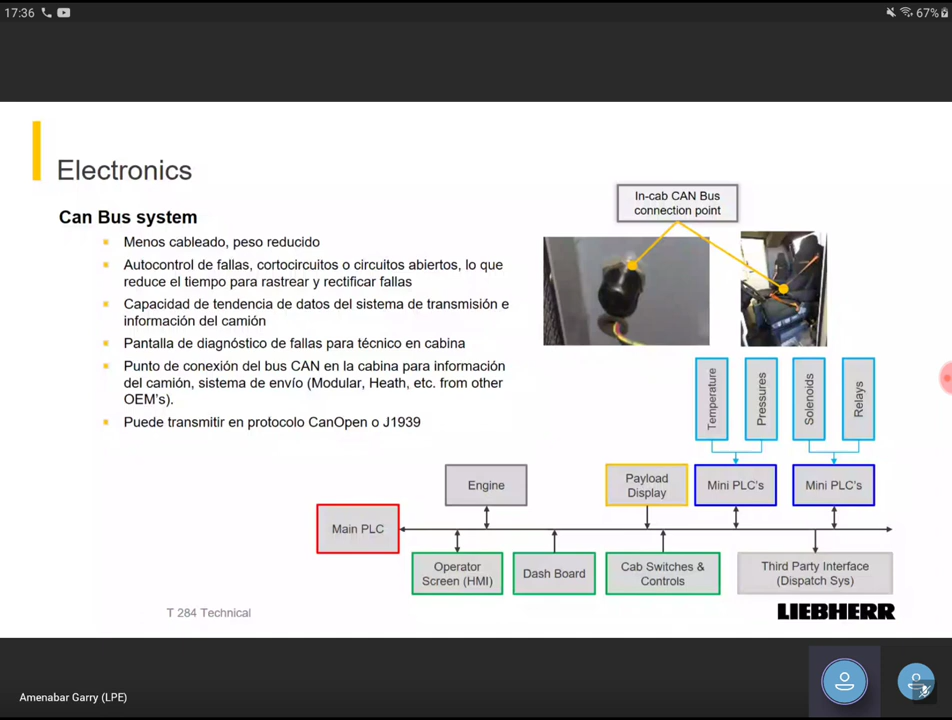 17:36
67%
Electronics
Can Bus system
Menos cableado, peso reducido
Autocontrol de fallas, cortocircuitos o circuitos abiertos, lo que
reduce el tiempo para rastrear y rectificar fallas
Capacidad de tendencia de datos del sistema de transmisión e
información del camión
Pantalla de diagnóstico de fallas para técnico en cabina
Punto de conexión del bus CAN en la cabina para información
del camión, sistema de envío (Modular, Heath, etc. from other
OEM's).
Puede transmitir en protocolo CanOpen o J1939
In-cab CAN Bus
connection point
Temperature
Pressures
Solenoids
Relays
Engine
Payload
Display
Mini PLC's
Mini PLC's
Main PLC
Operator
Screen (HMI)
Dash Board
Cab Switches &
Controls
Third Party Interface
(Dispatch Sys)
T 284 Technical
LIEBHERR
Amenabar Garry (LPE)